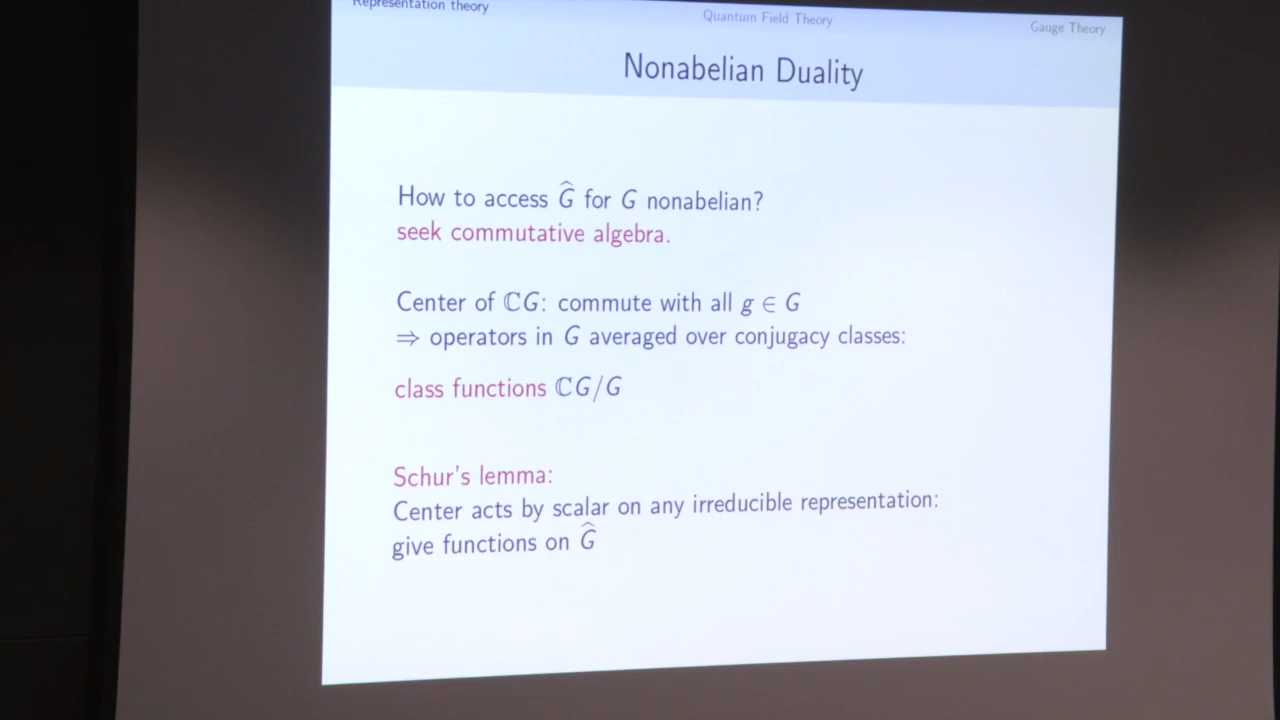 Representation theory
Quantum Field Theory
Gauge Theory
Nonabelian Duality
How to access Ĝ for G nonabelian?
seek commutative algebra.
Center of ℂG: commute with all g ∈ G
⇒ operators in G averaged over conjugacy classes:
class functions ℂG/G
Schur's lemma:
Center acts by scalar on any irreducible representation:
give functions on Ĝ